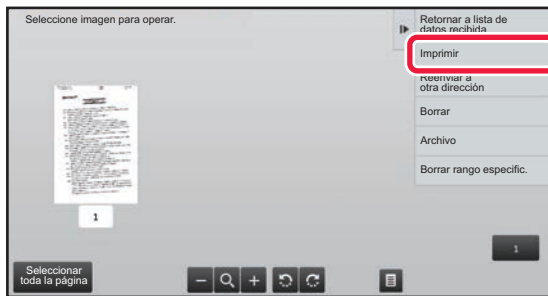 Seleccione imagen para operar.
Retornar a lista de
datos recibida
Imprimir
Reenviar a
otra dirección
Borrar
Archivo
Borrar rango especific.
1
1
Seleccionar
toda la página